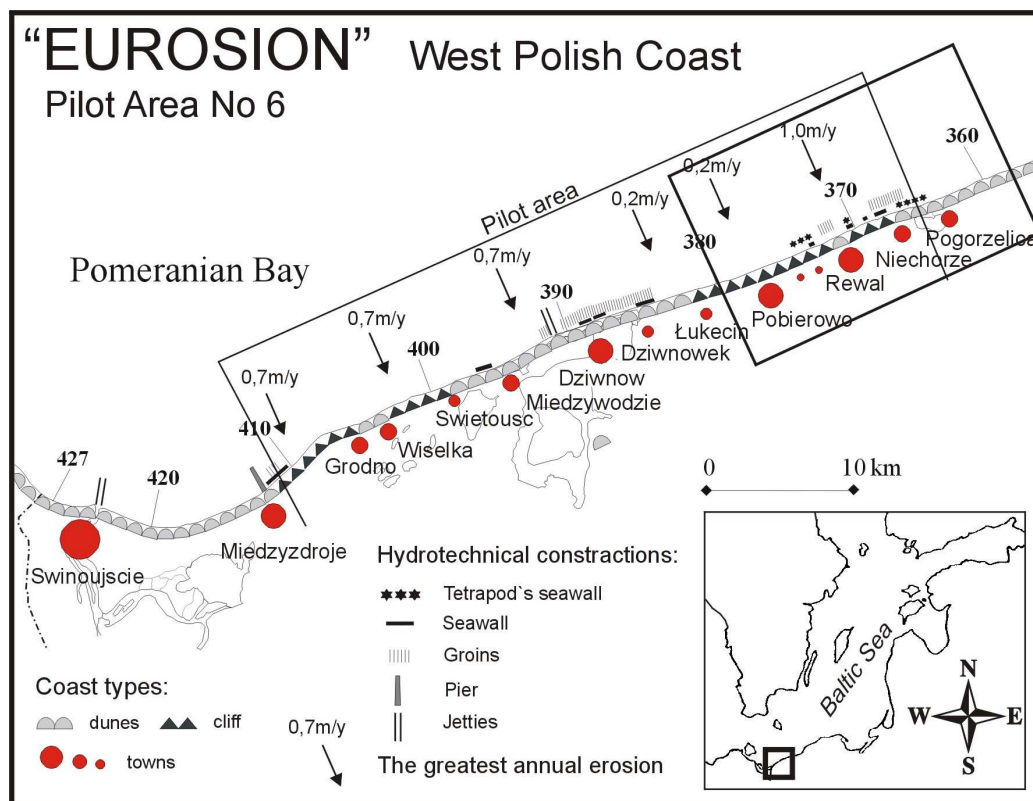 "EUROSION" West Polish Coast
Pilot Area No 6
Pilot area
1,0m/y
0,2m/y
0,2m/y
0,7m/y
0,7m/y
0,7m/y
360
370
380
390
400
410
420
427
Pomeranian Bay
Pogorzelica
Niechorze
Rewal
Pobierowo
Łukecin
Dziwnowek
Dziwnow
Miedzywodzie
Swietousc
Wiselka
Grodno
Miedzyzdroje
Swinoujscie
0 10 km
Hydrotechnical constractions:
Tetrapod`s seawall
Seawall
Groins
Pier
Jetties
Coast types:
dunes cliff
towns
0,7m/y
The greatest annual erosion
Baltic Sea
N
W E
S